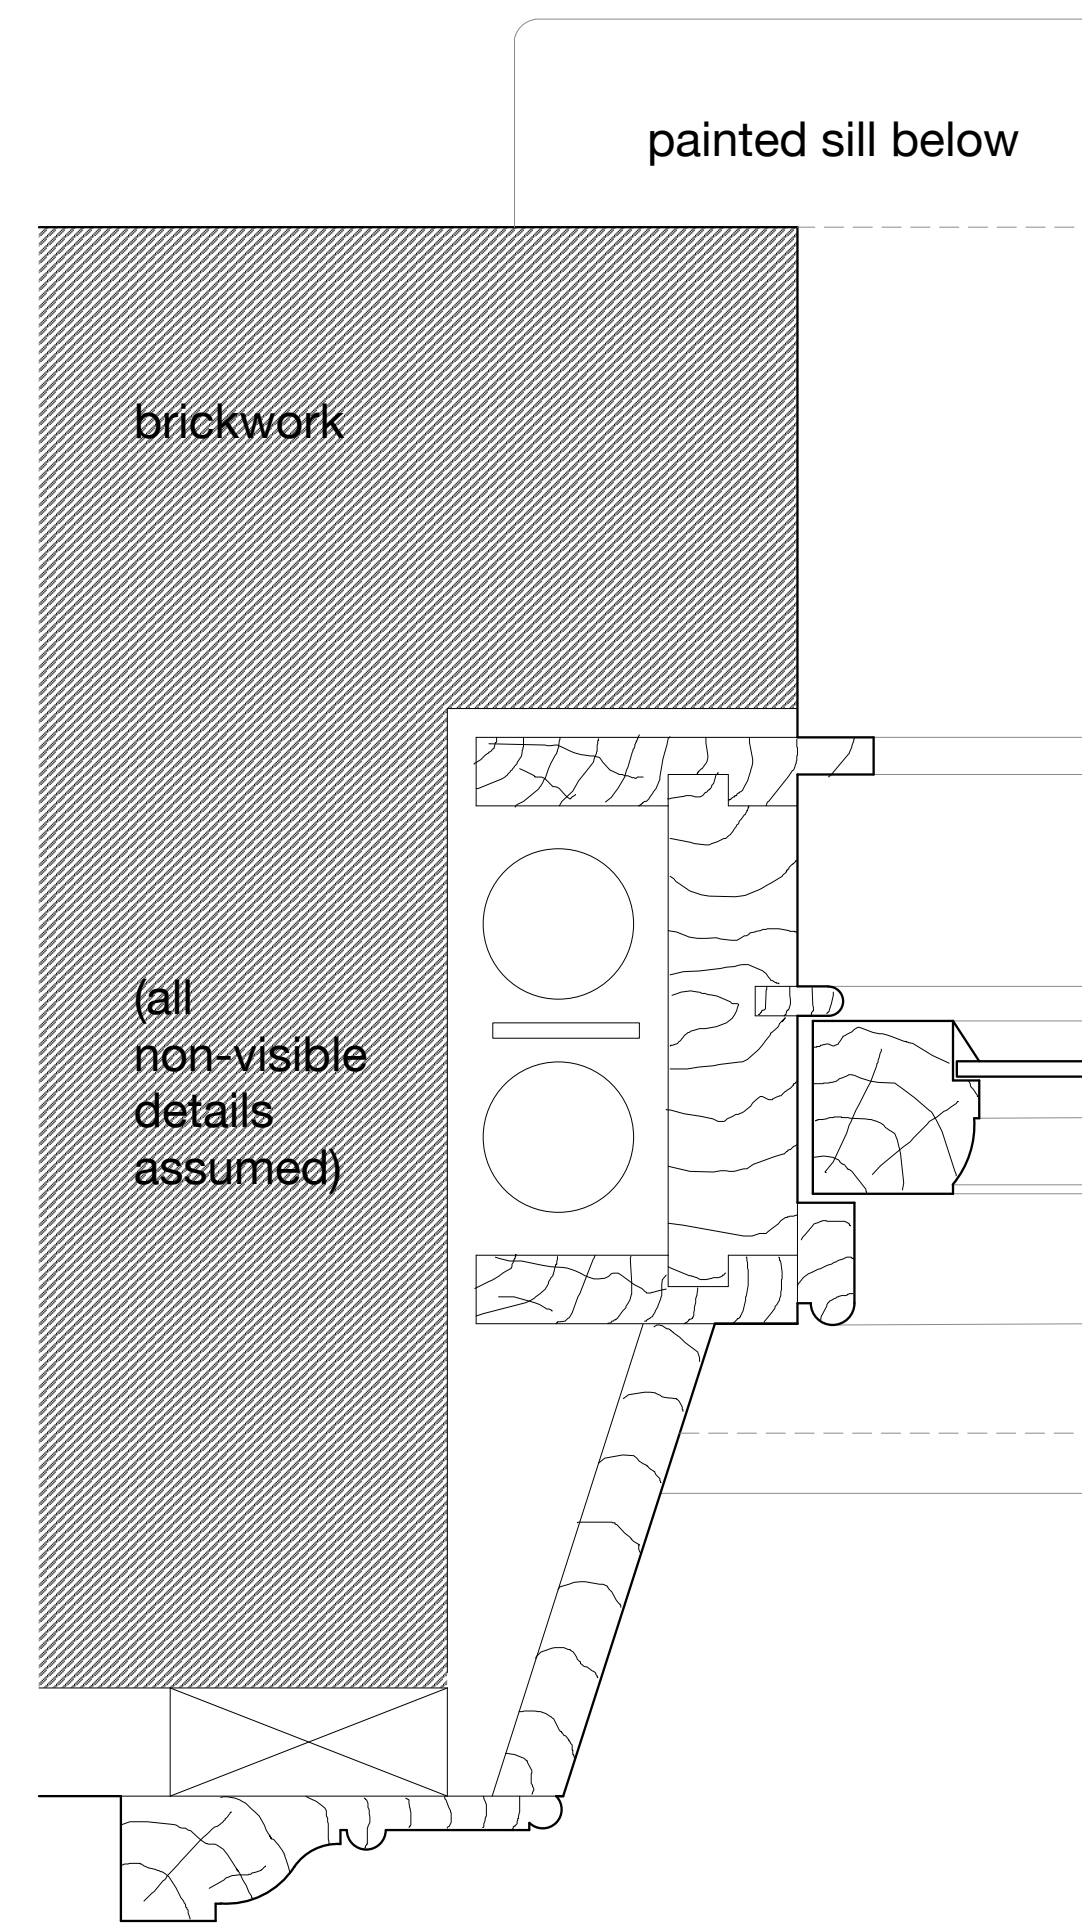 painted sill below
brickwork
(all
non-visible
details
assumed)